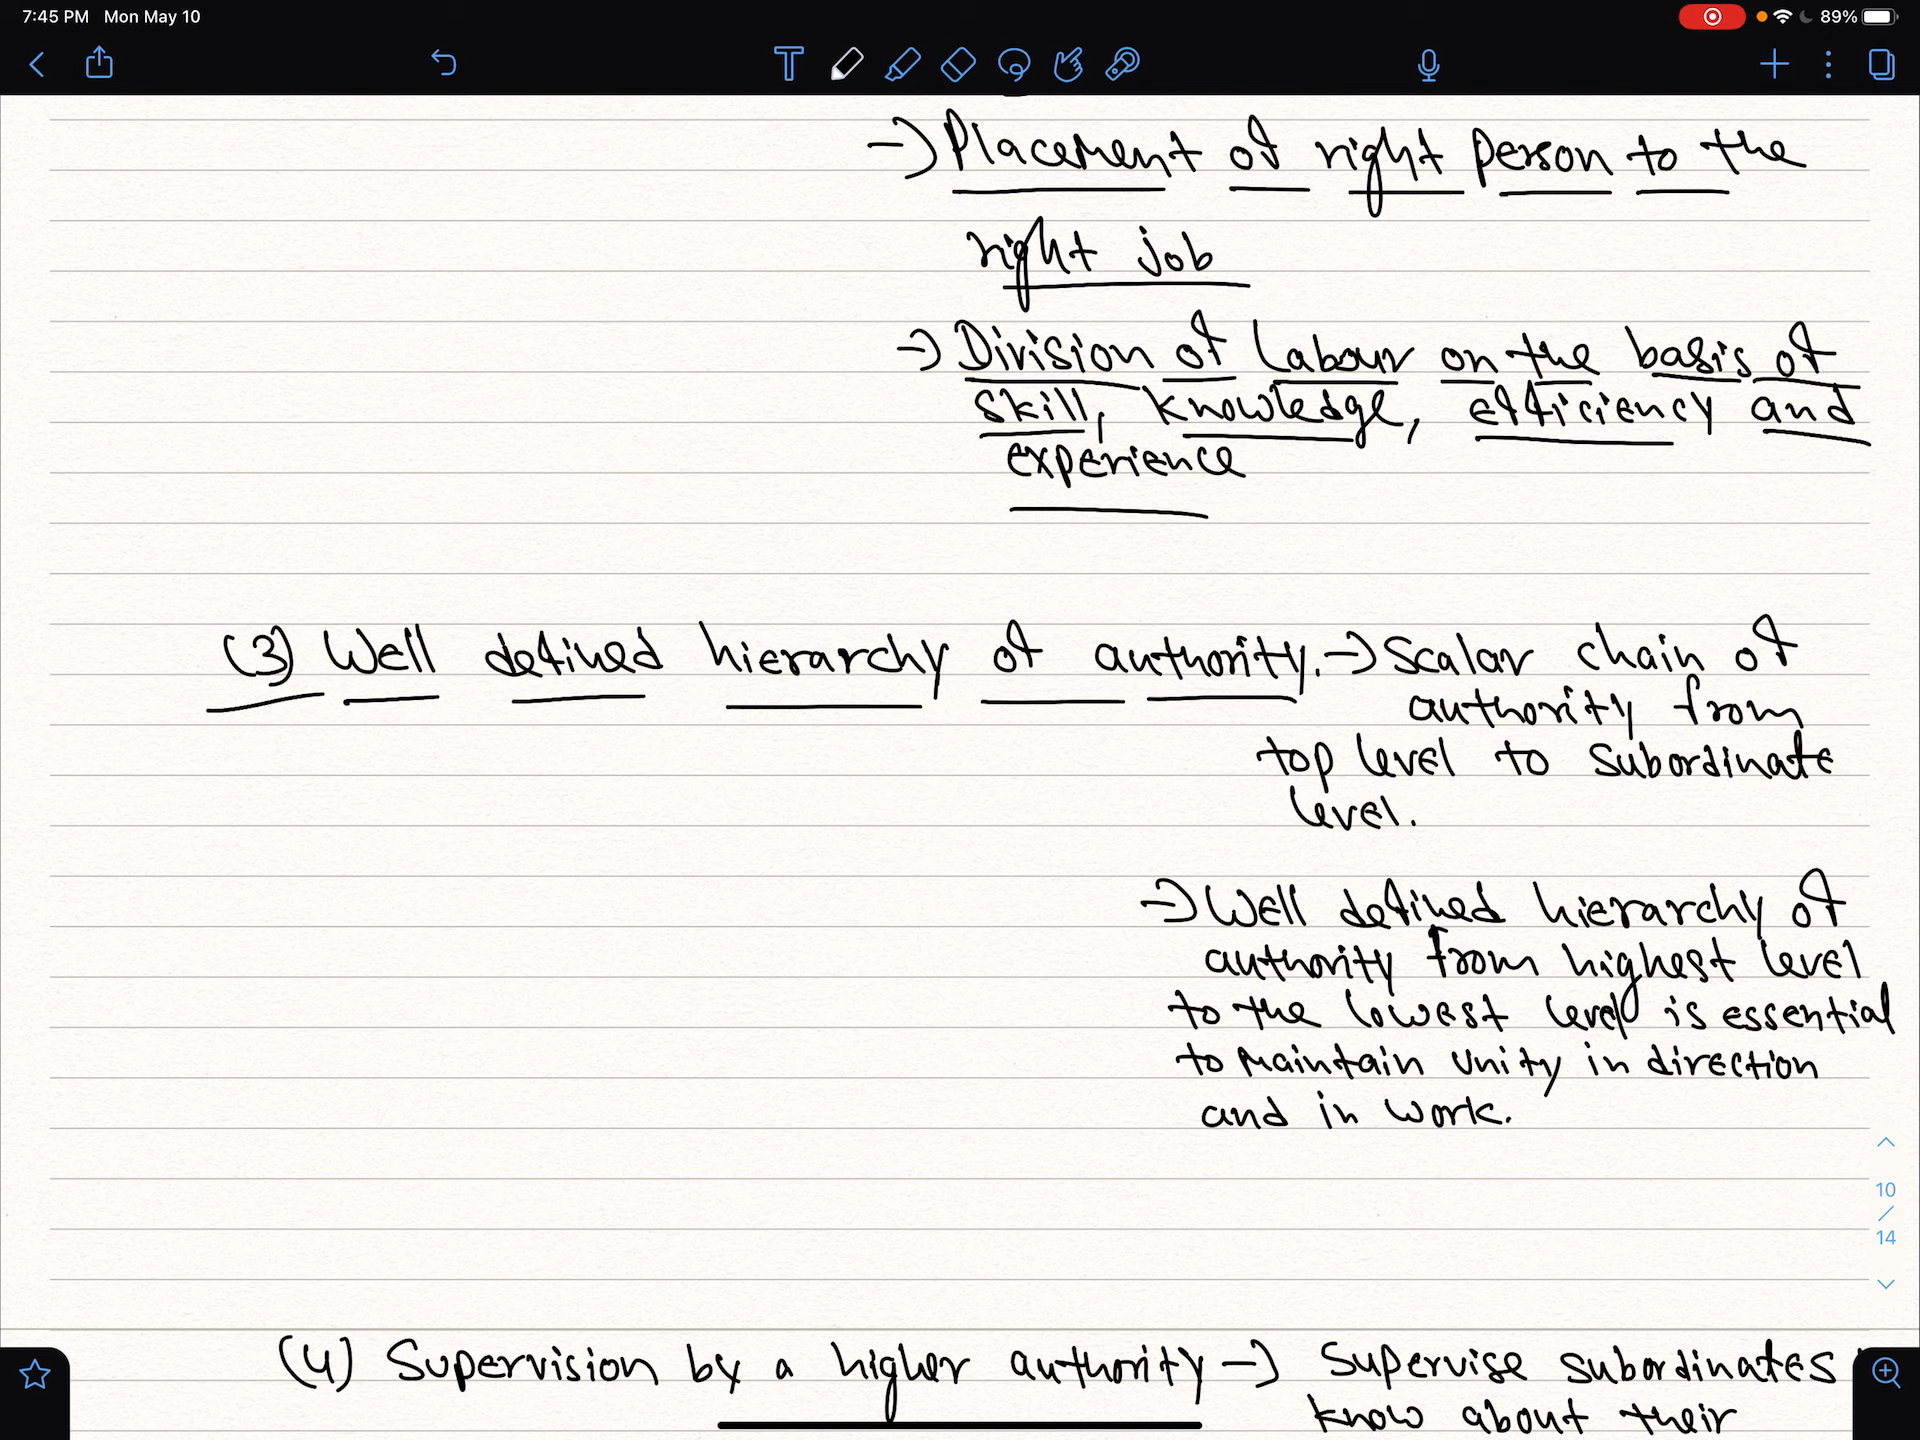 7:45 PM Mon May 10
89%
T
→ Placement of right person to the
right job
→ Division of Labour on the basis of
skill, knowledge, efficiency and
experience
(3) Well defined hierarchy of authority. → Scalar chain of
authority from
top level to subordinate
level.
→ Well defined hierarchy of
authority from highest level
to the lowest level is essential
to maintain unity in direction
and in work.
10
/
14
(4) Supervision by a higher authority → Supervise subordinates
know about their